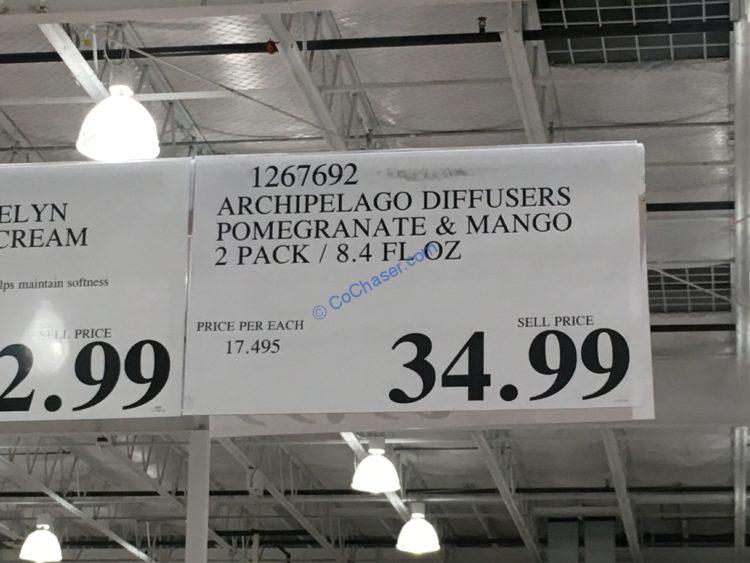 ELYN
CREAM
lps maintain softness
SELL PRICE
2.99
1267692
ARCHIPELAGO DIFFUSERS
POMEGRANATE & MANGO
2 PACK / 8.4 FL OZ
© CoChaser.com
PRICE PER EACH
17.495
SELL PRICE
34.99